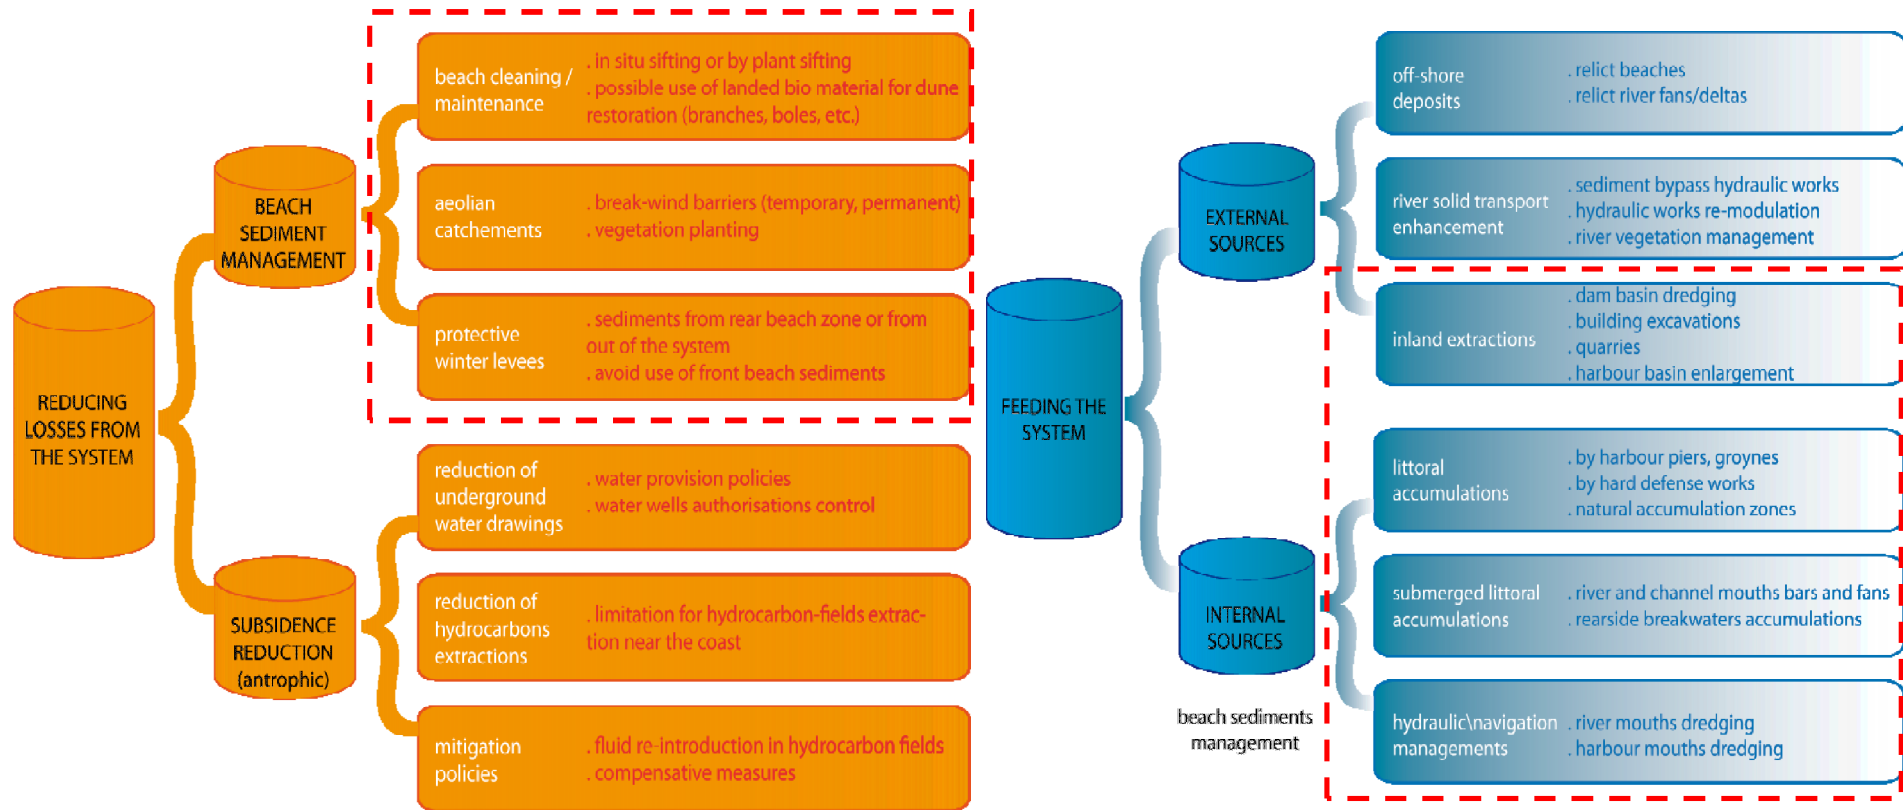 REDUCING
LOSSES FROM
THE SYSTEM
BEACH
SEDIMENT
MANAGEMENT
beach cleaning /
maintenance
. in situ sifting or by plant sifting
. possible use of landed bio material for dune
restoration (branches, boles, etc.)
aeolian
catchements
. break-wind barriers (temporary, permanent)
. vegetation planting
protective
winter levees
. sediments from rear beach zone or from
out of the system
. avoid use of front beach sediments
SUBSIDENCE
REDUCTION
(antrophic)
reduction of
underground
water drawings
. water provision policies
. water wells authorisations control
reduction of
hydrocarbons
extractions
. limitation for hydrocarbon-fields extrac-
tion near the coast
mitigation
policies
. fluid re-introduction in hydrocarbon fields
. compensative measures
FEEDING THE
SYSTEM
EXTERNAL
SOURCES
off-shore
deposits
. relict beaches
. relict river fans/deltas
river solid transport
enhancement
. sediment bypass hydraulic works
. hydraulic works re-modulation
. river vegetation management
inland extractions
. dam basin dredging
. building excavations
. quarries
. harbour basin enlargement
INTERNAL
SOURCES
beach sediments
management
littoral
accumulations
. by harbour piers, groynes
. by hard defense works
. natural accumulation zones
submerged littoral
accumulations
. river and channel mouths bars and fans
. rearside breakwaters accumulations
hydraulic\navigation
managements
. river mouths dredging
. harbour mouths dredging